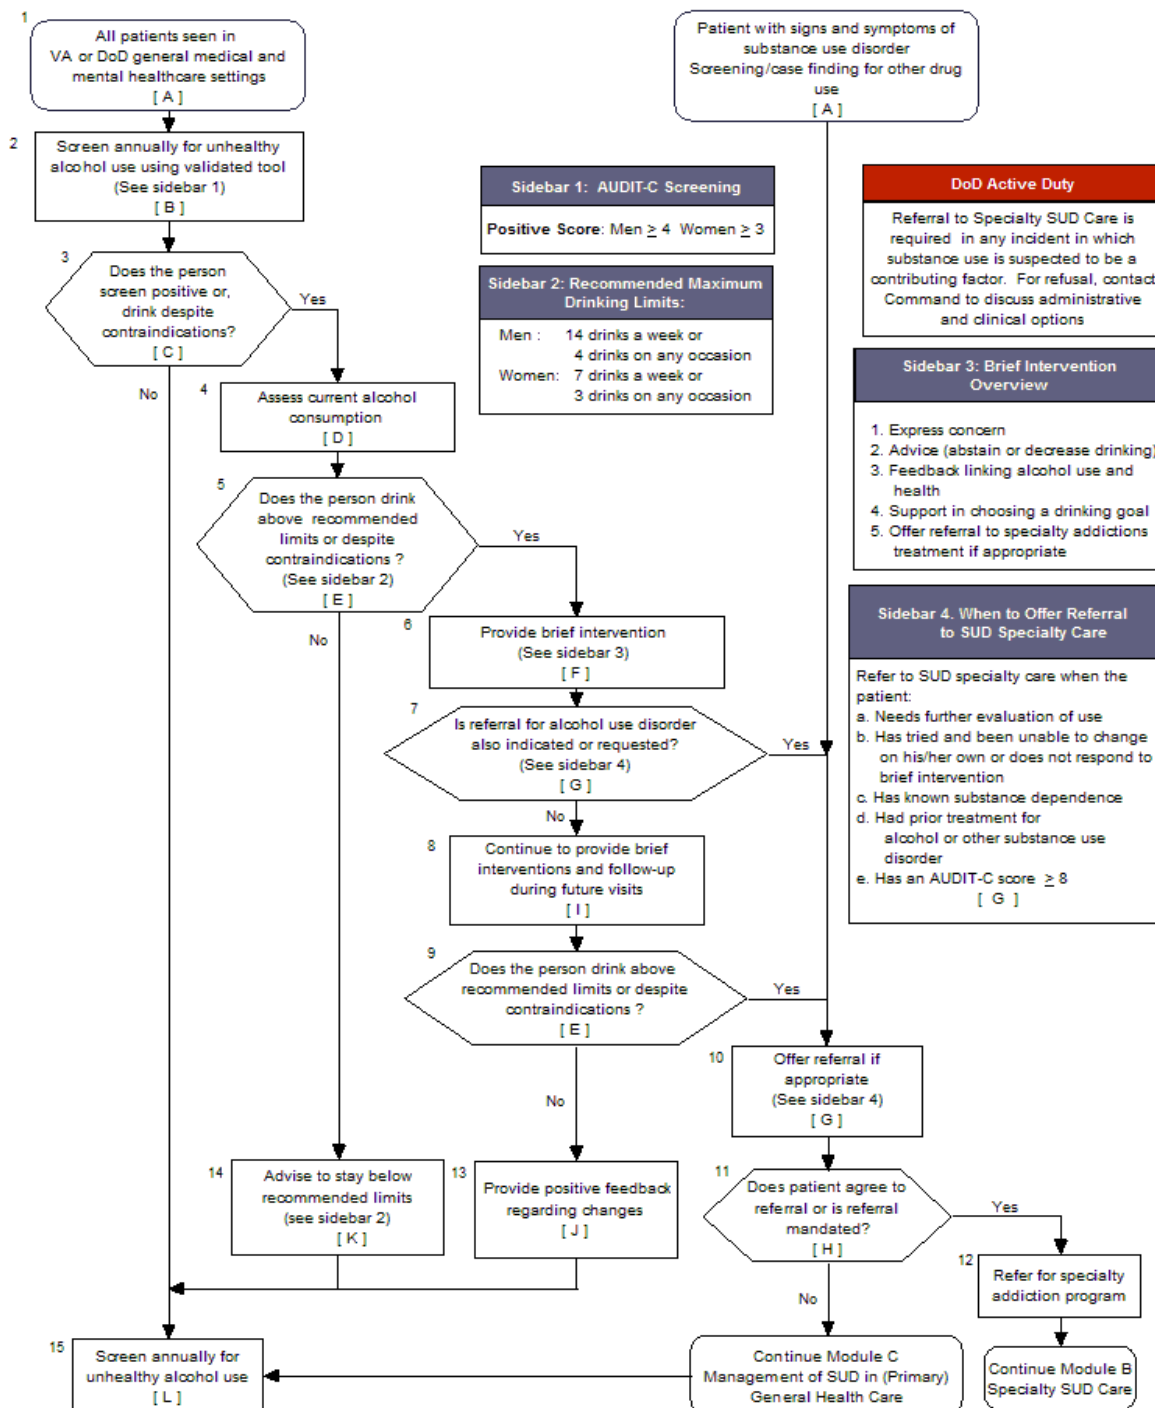 1
All patients seen in
VA or DoD general medical and
mental healthcare settings
[ A ]
Patient with signs and symptoms of
substance use disorder
Screening/case finding for other drug
use
[ A ]
2
Screen annually for unhealthy
alcohol use using validated tool
(See sidebar 1)
[ B ]
Sidebar 1: AUDIT-C Screening
Positive Score: Men ≥ 4 Women ≥ 3
DoD Active Duty
Referral to Specialty SUD Care is
required in any incident in which
substance use is suspected to be a
contributing factor. For refusal, contact
Command to discuss administrative
and clinical options
3
Does the person
screen positive or,
drink despite
contraindications?
[ C ]
Yes
No
Sidebar 2: Recommended Maximum
Drinking Limits:
Men : 14 drinks a week or
4 drinks on any occasion
Women: 7 drinks a week or
3 drinks on any occasion
Sidebar 3: Brief Intervention
Overview
1. Express concern
2. Advice (abstain or decrease drinking)
3. Feedback linking alcohol use and
health
4. Support in choosing a drinking goal
5. Offer referral to specialty addictions
treatment if appropriate
4
Assess current alcohol
consumption
[ D ]
5
Does the person drink
above recommended
limits or despite
contraindications ?
(See sidebar 2)
[ E ]
Yes
No
6
Provide brief intervention
(See sidebar 3)
[ F ]
Sidebar 4. When to Offer Referral
to SUD Specialty Care
Refer to SUD specialty care when the
patient:
a. Needs further evaluation of use
b. Has tried and been unable to change
on his/her own or does not respond to
brief intervention
c. Has known substance dependence
d. Had prior treatment for
alcohol or other substance use
disorder
e. Has an AUDIT-C score ≥ 8
[ G ]
7
Is referral for alcohol use disorder
also indicated or requested?
(See sidebar 4)
[ G ]
Yes
No
8
Continue to provide brief
interventions and follow-up
during future visits
[ I ]
9
Does the person drink above
recommended limits or despite
contraindications ?
[ E ]
Yes
No
10
Offer referral if
appropriate
(See sidebar 4)
[ G ]
14
Advise to stay below
recommended limits
(see sidebar 2)
[ K ]
13
Provide positive feedback
regarding changes
[ J ]
11
Does patient agree to
referral or is referral
mandated?
[ H ]
Yes
No
12
Refer for specialty
addiction program
15
Screen annually for
unhealthy alcohol use
[ L ]
Continue Module C
Management of SUD in (Primary)
General Health Care
Continue Module B
Specialty SUD Care